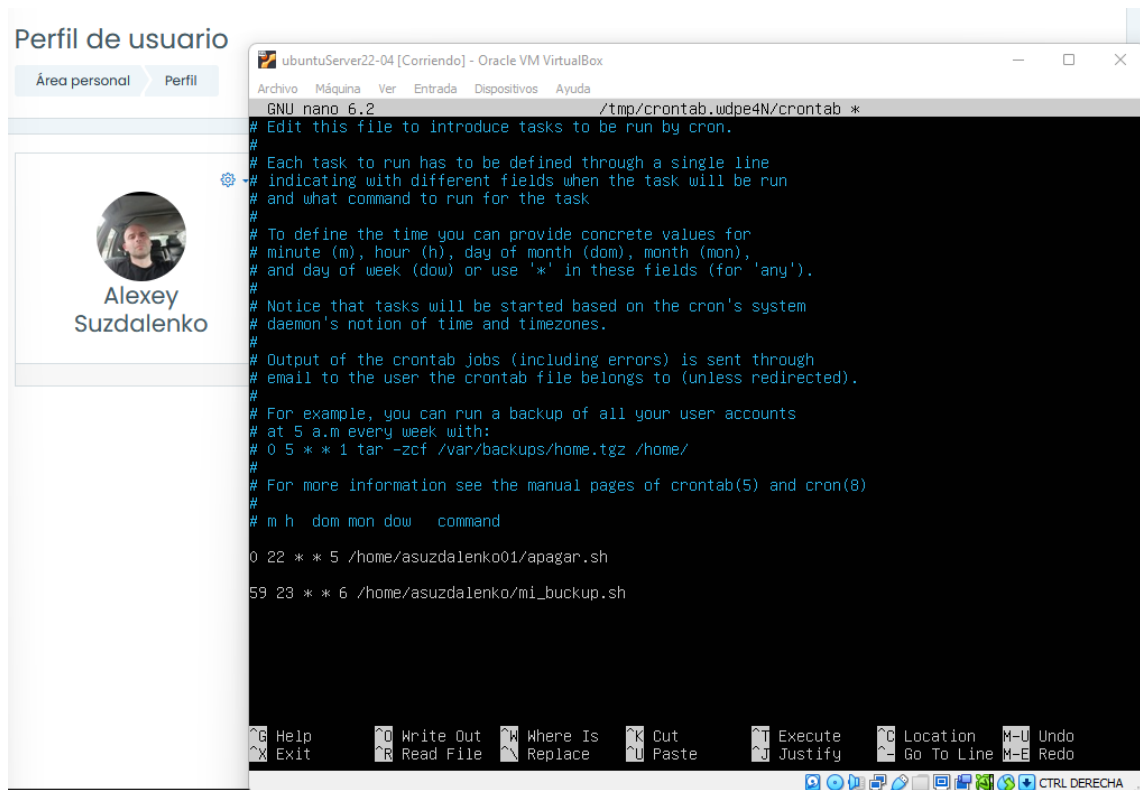 Perfil de usuario
Área personal
Perfil
Alexey
Suzdalenko
ubuntuServer22-04 [Corriendo] - Oracle VM VirtualBox
Archivo Máquina Ver Entrada Dispositivos Ayuda
GNU nano 6.2 /tmp/crontab.wdpe4N/crontab *
# Edit this file to introduce tasks to be run by cron.
#
# Each task to run has to be defined through a single line
# indicating with different fields when the task will be run
# and what command to run for the task
#
# To define the time you can provide concrete values for
# minute (m), hour (h), day of month (dom), month (mon),
# and day of week (dow) or use '*' in these fields (for 'any').
#
# Notice that tasks will be started based on the cron's system
# daemon's notion of time and timezones.
#
# Output of the crontab jobs (including errors) is sent through
# email to the user the crontab file belongs to (unless redirected).
#
# For example, you can run a backup of all your user accounts
# at 5 a.m every week with:
# 0 5 * * 1 tar -zcf /var/backups/home.tgz /home/
#
# For more information see the manual pages of crontab(5) and cron(8)
#
# m h  dom mon dow   command
0 22 * * 5 /home/asuzdalenko01/apagar.sh
59 23 * * 6 /home/asuzdalenko/mi_buckup.sh
^G Help ^O Write Out ^W Where Is ^K Cut ^T Execute ^C Location M-U Undo
^X Exit ^R Read File ^\ Replace ^U Paste ^J Justify ^_ Go To Line M-E Redo
CTRL DERECHA